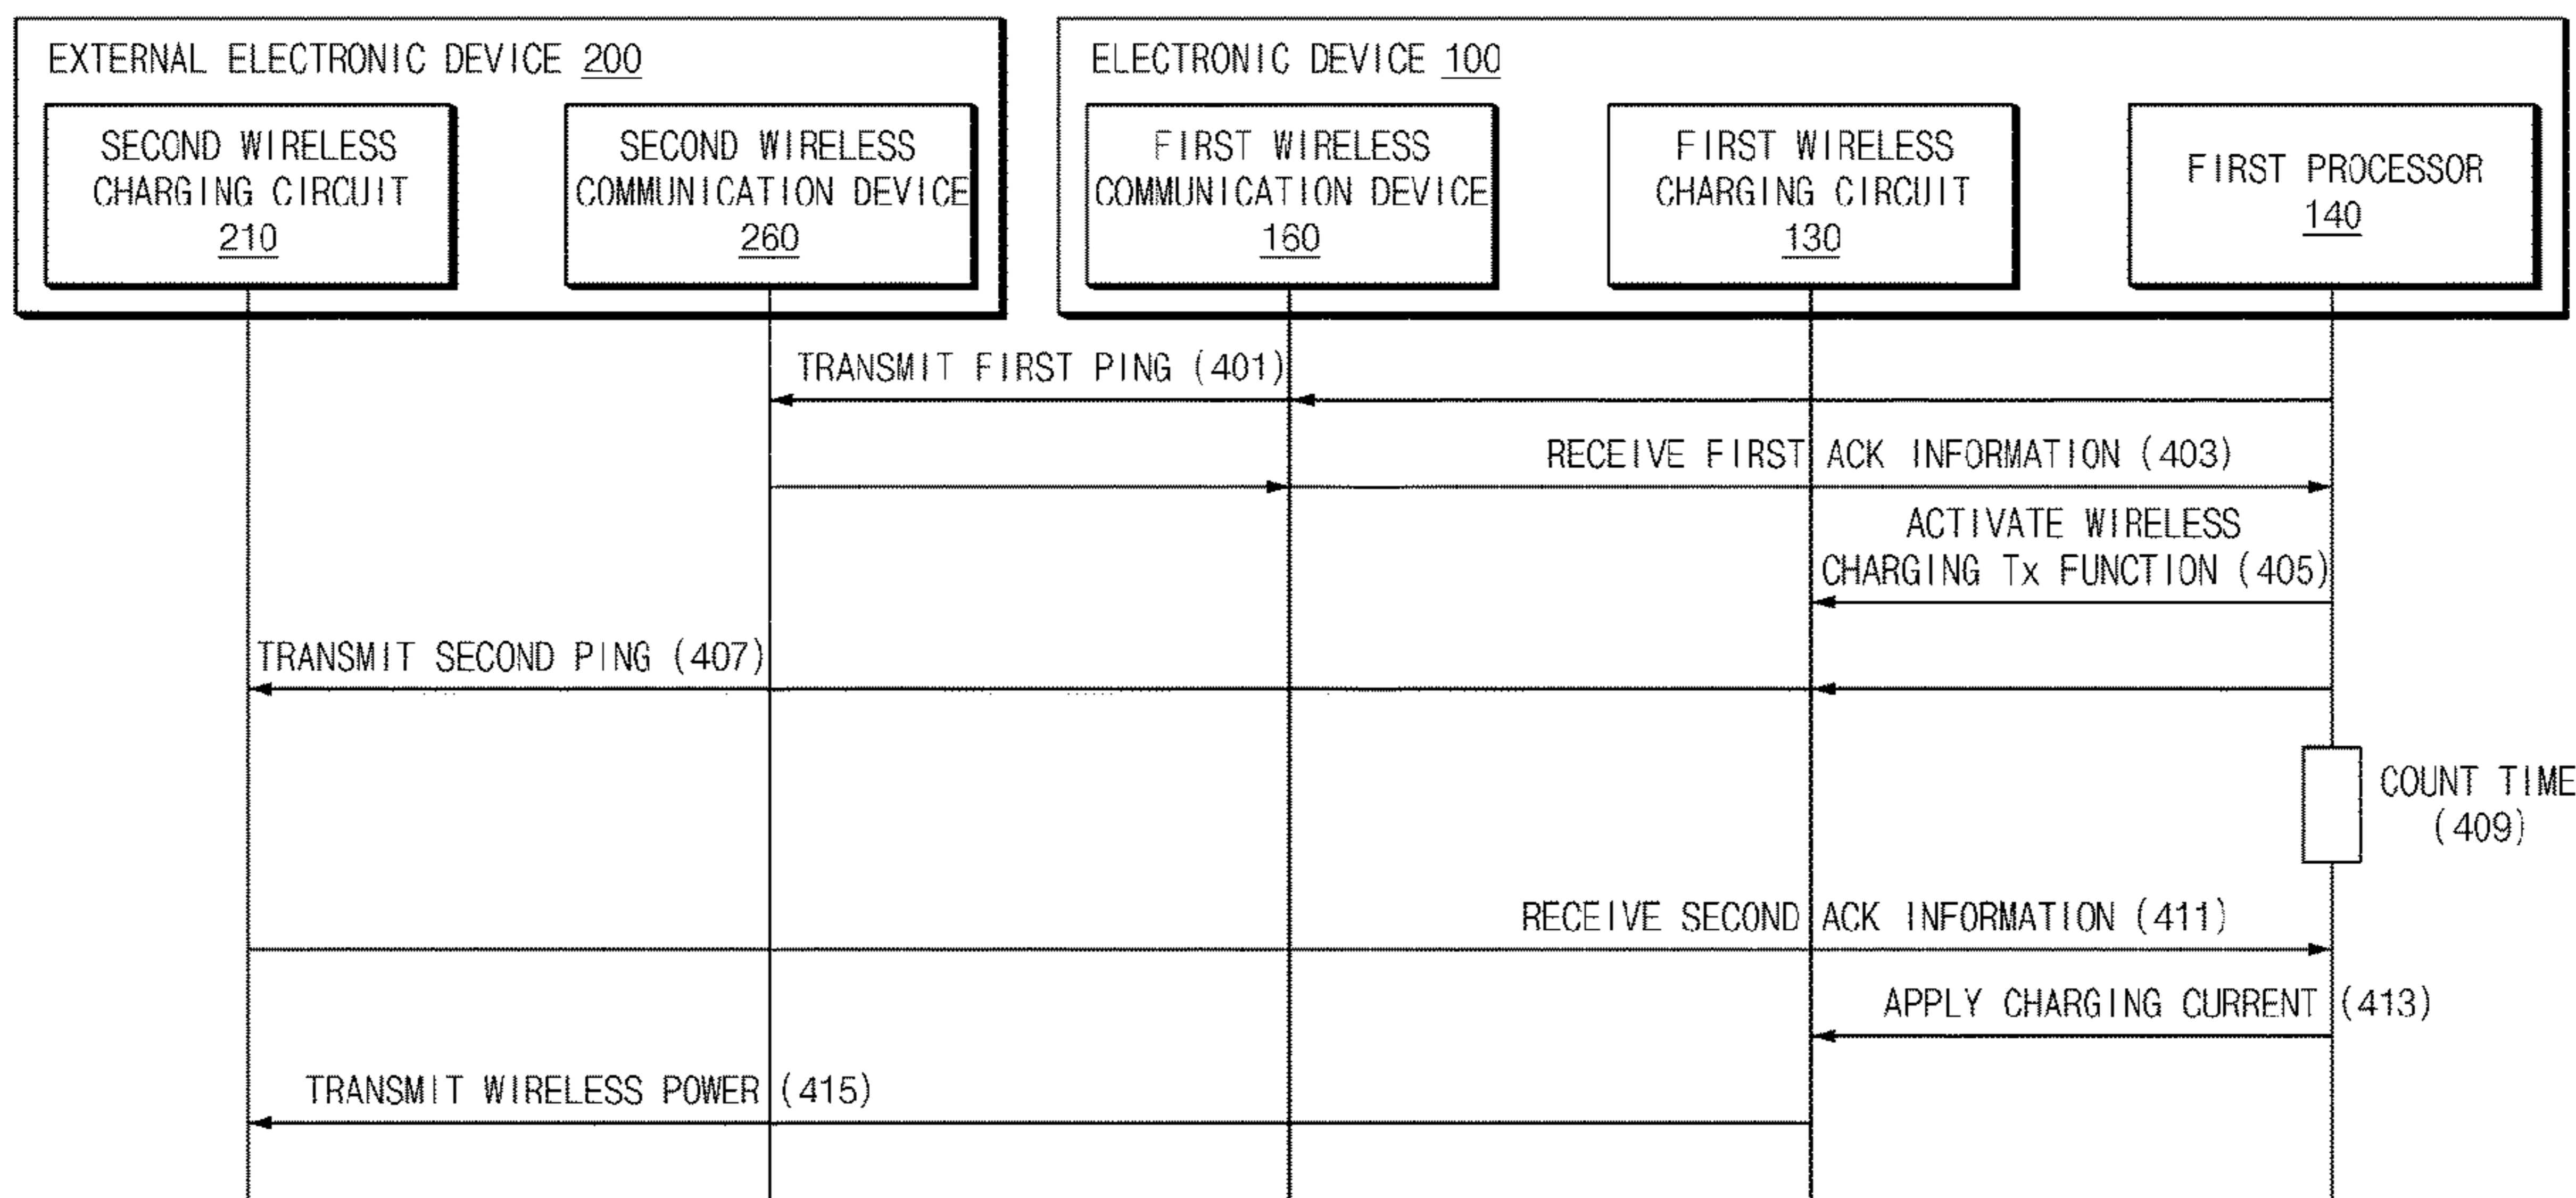 EXTERNAL ELECTRONIC DEVICE 200
ELECTRONIC DEVICE 100
SECOND WIRELESS
CHARGING CIRCUIT
210
SECOND WIRELESS
COMMUNICATION DEVICE
260
FIRST WIRELESS
COMMUNICATION DEVICE
160
FIRST WIRELESS
CHARGING CIRCUIT
130
FIRST PROCESSOR
140
TRANSMIT FIRST PING (401)
RECEIVE FIRST ACK INFORMATION (403)
ACTIVATE WIRELESS
CHARGING Tx FUNCTION (405)
TRANSMIT SECOND PING (407)
COUNT TIME
(409)
RECEIVE SECOND ACK INFORMATION (411)
APPLY CHARGING CURRENT (413)
TRANSMIT WIRELESS POWER (415)